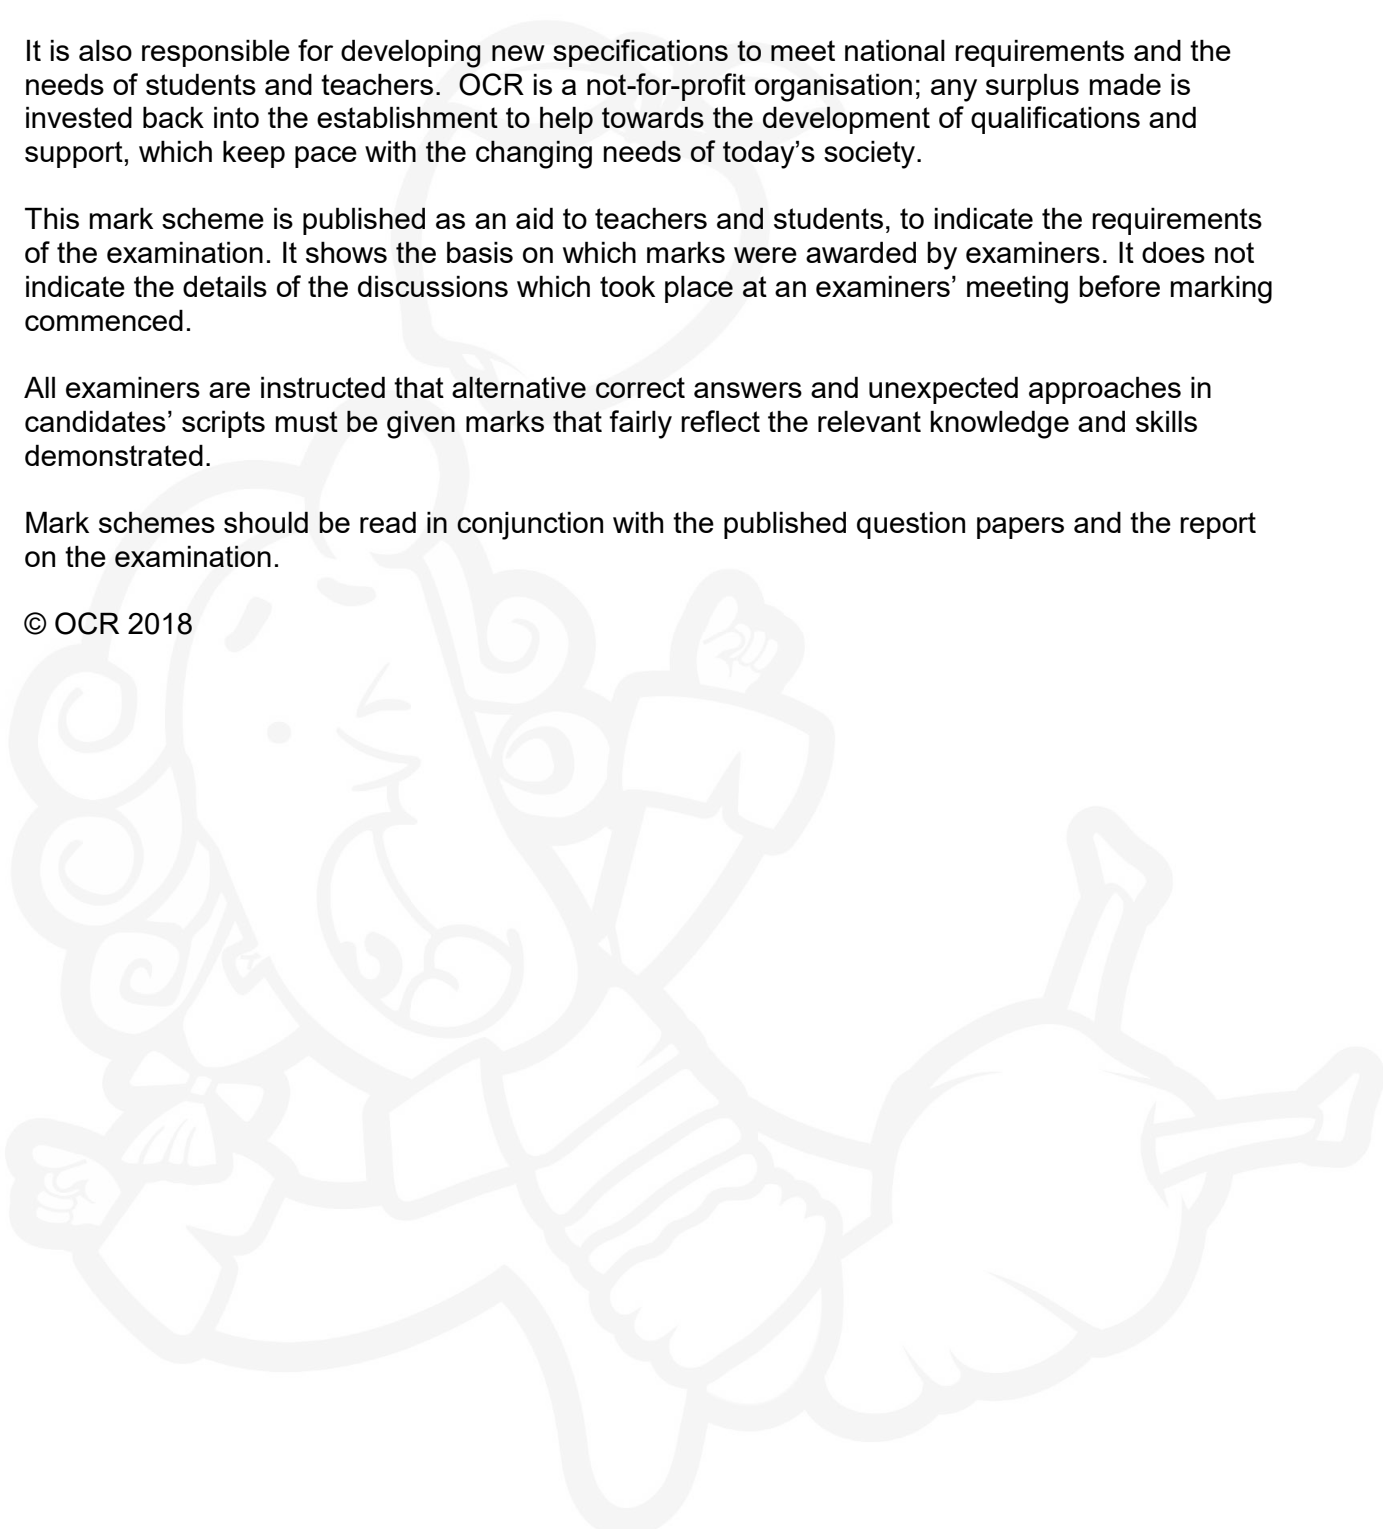 It is also responsible for developing new specifications to meet national requirements and the
needs of students and teachers.  OCR is a not-for-profit organisation; any surplus made is
invested back into the establishment to help towards the development of qualifications and
support, which keep pace with the changing needs of today’s society.
This mark scheme is published as an aid to teachers and students, to indicate the requirements
of the examination. It shows the basis on which marks were awarded by examiners. It does not
indicate the details of the discussions which took place at an examiners’ meeting before marking
commenced.
All examiners are instructed that alternative correct answers and unexpected approaches in
candidates’ scripts must be given marks that fairly reflect the relevant knowledge and skills
demonstrated.
Mark schemes should be read in conjunction with the published question papers and the report
on the examination.
© OCR 2018